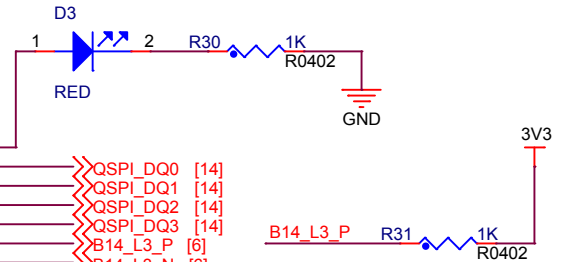 D3
1 2 R30 1K
R0402
RED
GND
3V3
QSPI_DQ0 [14]
QSPI_DQ1 [14]
QSPI_DQ2 [14]
QSPI_DQ3 [14]
B14_L3_P [6]
B14_L3_P R31 1K
R0402